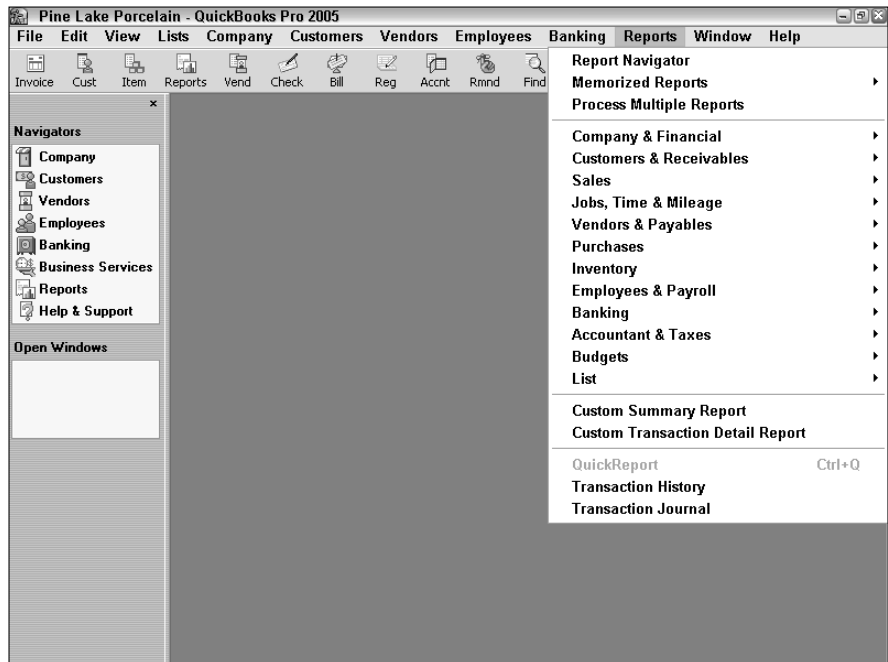 Pine Lake Porcelain - QuickBooks Pro 2005
File Edit View Lists Company Customers Vendors Employees Banking Reports Window Help
Invoice Cust Item Reports Vend Check Bill Reg Accnt Rmnd Find
Navigators
Company
Customers
Vendors
Employees
Banking
Business Services
Reports
Help & Support
Open Windows
Report Navigator
Memorized Reports
Process Multiple Reports
Company & Financial
Customers & Receivables
Sales
Jobs, Time & Mileage
Vendors & Payables
Purchases
Inventory
Employees & Payroll
Banking
Accountant & Taxes
Budgets
List
Custom Summary Report
Custom Transaction Detail Report
QuickReport Ctrl+Q
Transaction History
Transaction Journal